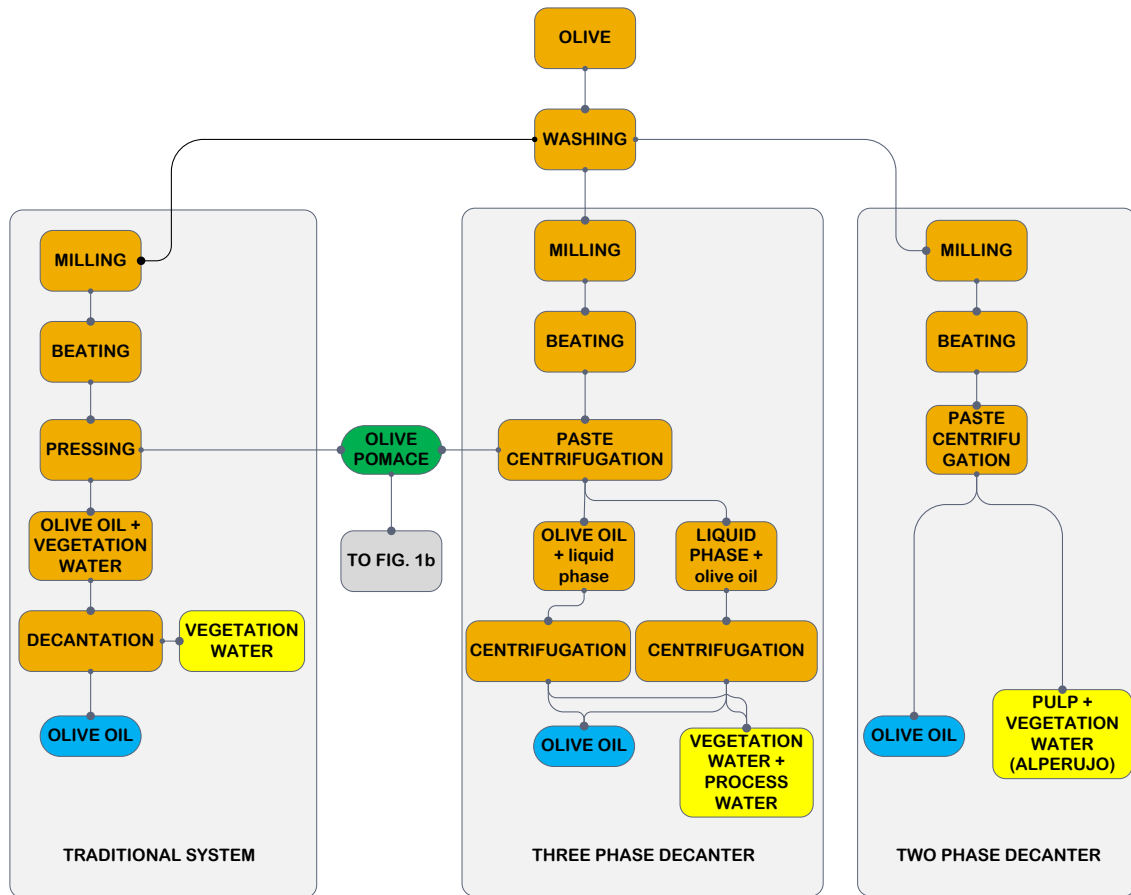 OLIVE
WASHING
MILLING
BEATING
PRESSING
OLIVE OIL +
VEGETATION
WATER
DECANTATION
VEGETATION
WATER
OLIVE OIL
TRADITIONAL SYSTEM
OLIVE
POMACE
TO FIG. 1b
MILLING
BEATING
PASTE
CENTRIFUGATION
OLIVE OIL
+ liquid
phase
LIQUID
PHASE +
olive oil
CENTRIFUGATION
CENTRIFUGATION
OLIVE OIL
VEGETATION
WATER +
PROCESS
WATER
THREE PHASE DECANTER
MILLING
BEATING
PASTE
CENTRIFU
GATION
OLIVE OIL
PULP +
VEGETATION
WATER
(ALPERUJO)
TWO PHASE DECANTER